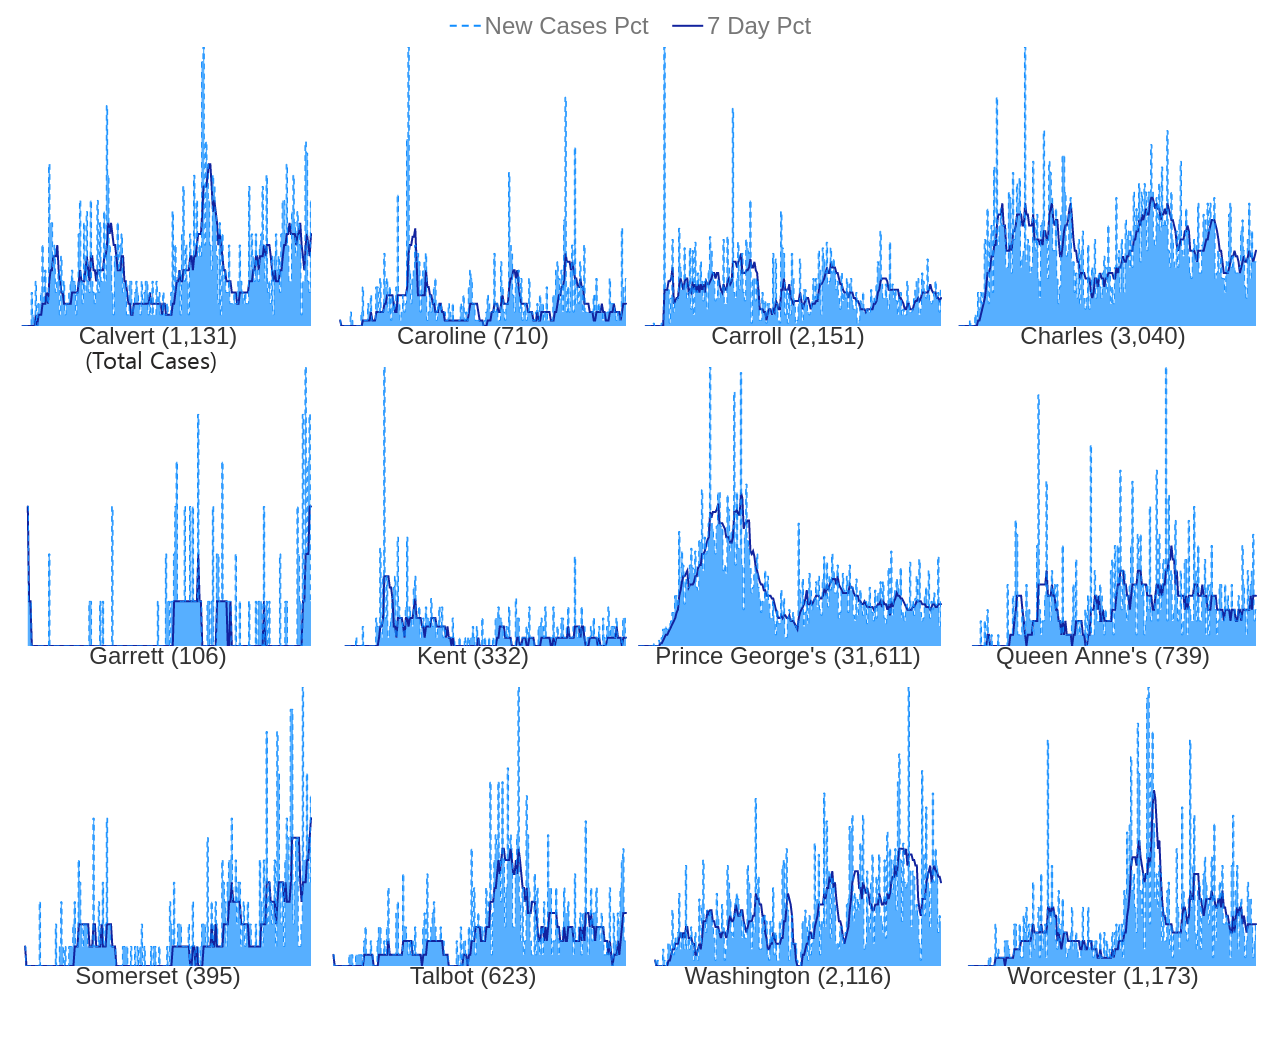 New Cases Pct 7 Day Pct
Calvert (1,131) Caroline (710) Carroll (2,151) Charles (3,040)
(Total Cases)
Garrett (106) Kent (332) Prince George's (31,611) Queen Anne's (739)
Somerset (395) Talbot (623) Washington (2,116) Worcester (1,173)